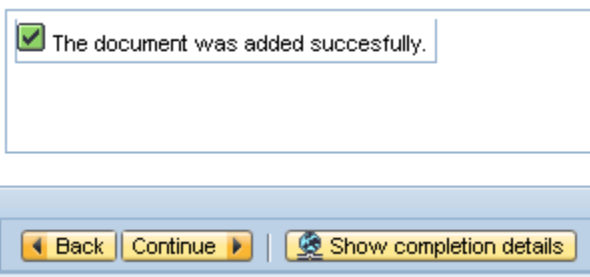 The document was added succesfully.
Back Continue Show completion details